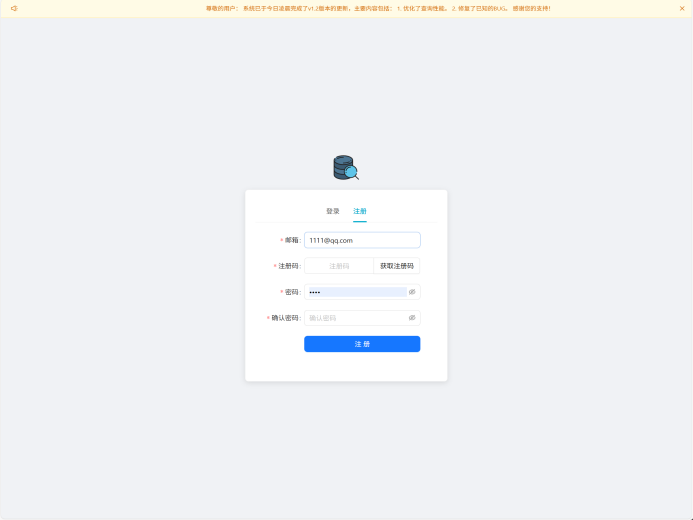 尊敬的用户： 系统已于今日凌晨完成了v1.2版本的更新，主要内容包括： 1. 优化了查询性能。 2. 修复了已知的BUG。 感谢您的支持！
登录 注册
* 邮箱： 1111@qq.com
* 注册码： 注册码 获取注册码
* 密码： ••••
* 确认密码： 确认密码
注 册